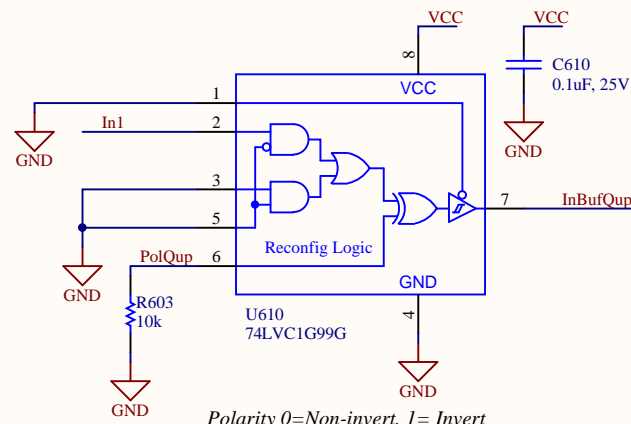 VCC
VCC
8
C610
0.1uF, 25V
1
VCC
GND
In1
2
GND
3
7
InBufQup
5
Reconfig Logic
PolQup
6
GND
GND
R603
10k
U610
74LVC1G99G
4
GND
GND
Polarity 0=Non-invert, 1= Invert